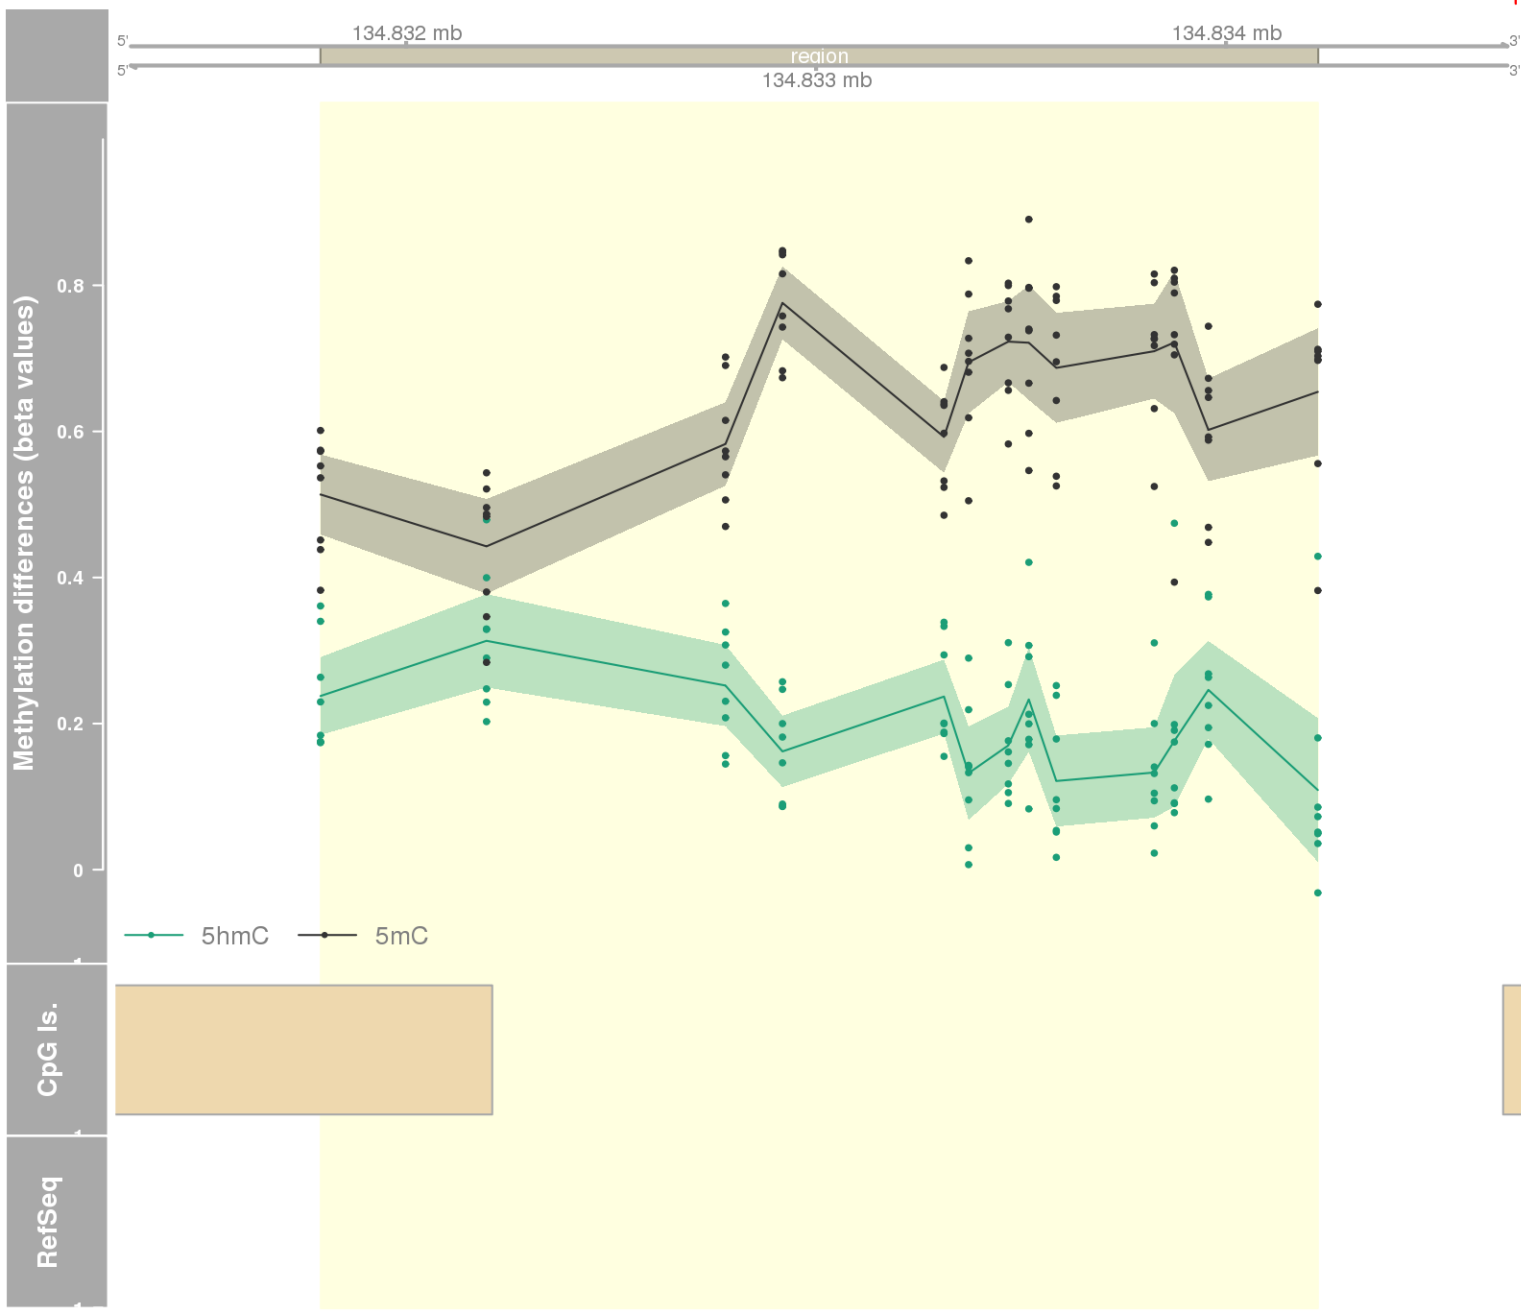 134.832 mb
134.834 mb
5'
3'
region
5'
3'
134.833 mb
Methylation differences (beta values)
0.8
0.6
0.4
0.2
0
5hmC
5mC
CpG Is.
RefSeq